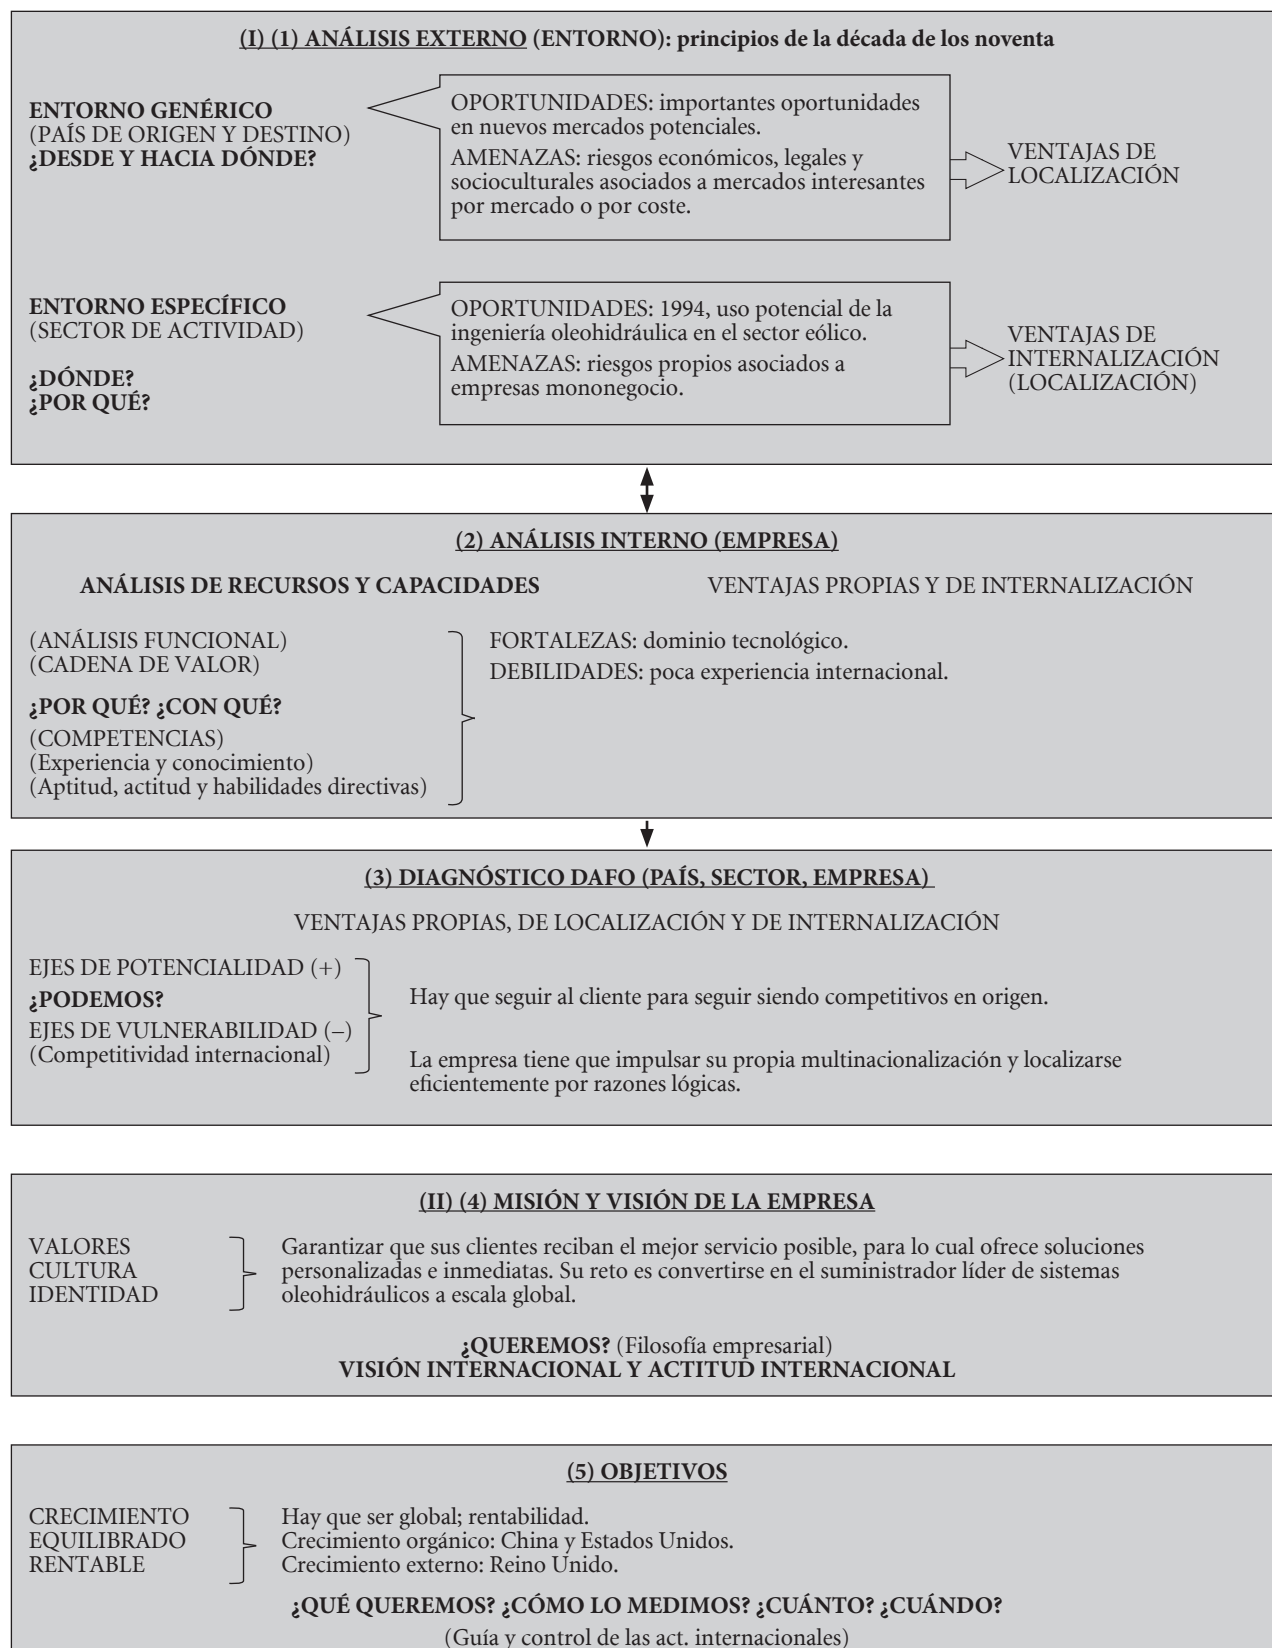 (I) (1) ANÁLISIS EXTERNO (ENTORNO): principios de la década de los noventa
ENTORNO GENÉRICO
(PAÍS DE ORIGEN Y DESTINO)
¿DESDE Y HACIA DÓNDE?
OPORTUNIDADES: importantes oportunidades
en nuevos mercados potenciales.
AMENAZAS: riesgos económicos, legales y
socioculturales asociados a mercados interesantes
por mercado o por coste.
VENTAJAS DE
LOCALIZACIÓN
ENTORNO ESPECÍFICO
(SECTOR DE ACTIVIDAD)
¿DÓNDE?
¿POR QUÉ?
OPORTUNIDADES: 1994, uso potencial de la
ingeniería oleohidráulica en el sector eólico.
AMENAZAS: riesgos propios asociados a
empresas mononegocio.
VENTAJAS DE
INTERNALIZACIÓN
(LOCALIZACIÓN)
(2) ANÁLISIS INTERNO (EMPRESA)
ANÁLISIS DE RECURSOS Y CAPACIDADES
VENTAJAS PROPIAS Y DE INTERNALIZACIÓN
(ANÁLISIS FUNCIONAL)
(CADENA DE VALOR)
¿POR QUÉ? ¿CON QUÉ?
(COMPETENCIAS)
(Experiencia y conocimiento)
(Aptitud, actitud y habilidades directivas)
FORTALEZAS: dominio tecnológico.
DEBILIDADES: poca experiencia internacional.
(3) DIAGNÓSTICO DAFO (PAÍS, SECTOR, EMPRESA)
VENTAJAS PROPIAS, DE LOCALIZACIÓN Y DE INTERNALIZACIÓN
EJES DE POTENCIALIDAD (+)
¿PODEMOS?
EJES DE VULNERABILIDAD (–)
(Competitividad internacional)
Hay que seguir al cliente para seguir siendo competitivos en origen.
La empresa tiene que impulsar su propia multinacionalización y localizarse
eficientemente por razones lógicas.
(II) (4) MISIÓN Y VISIÓN DE LA EMPRESA
VALORES
CULTURA
IDENTIDAD
Garantizar que sus clientes reciban el mejor servicio posible, para lo cual ofrece soluciones
personalizadas e inmediatas. Su reto es convertirse en el suministrador líder de sistemas
oleohidráulicos a escala global.
¿QUEREMOS? (Filosofía empresarial)
VISIÓN INTERNACIONAL Y ACTITUD INTERNACIONAL
(5) OBJETIVOS
CRECIMIENTO
EQUILIBRADO
RENTABLE
Hay que ser global; rentabilidad.
Crecimiento orgánico: China y Estados Unidos.
Crecimiento externo: Reino Unido.
¿QUÉ QUEREMOS? ¿CÓMO LO MEDIMOS? ¿CUÁNTO? ¿CUÁNDO?
(Guía y control de las act. internacionales)